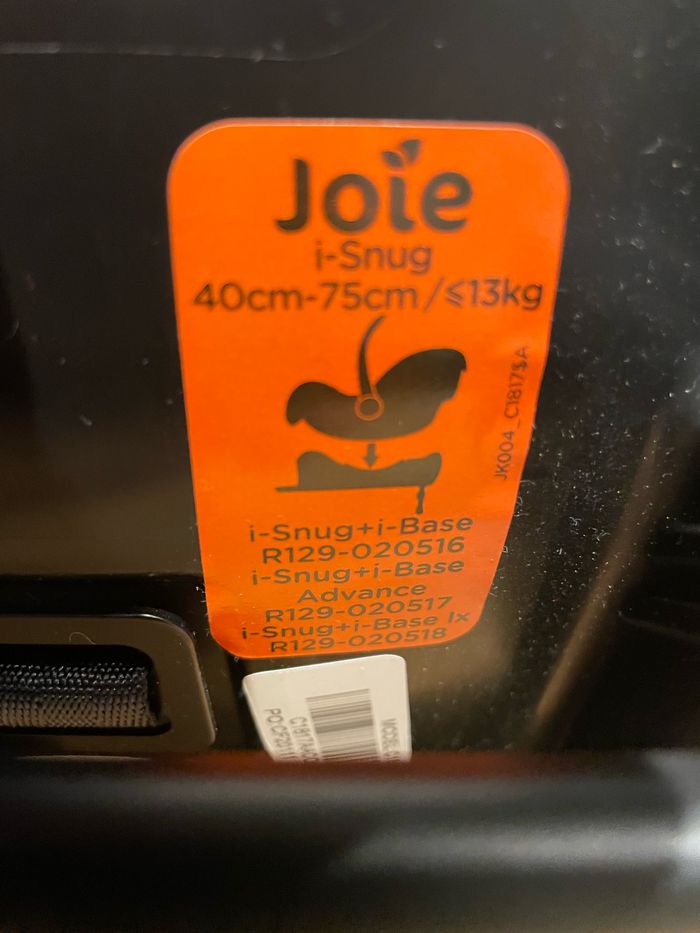 Joie
i-Snug
40cm-75cm/≤13kg
JK004_C1817$A
i-Snug+i-Base
R129-020516
i-Snug+i-Base
Advance
R129-020517
i-Snug+i-Base lx
R129-020518